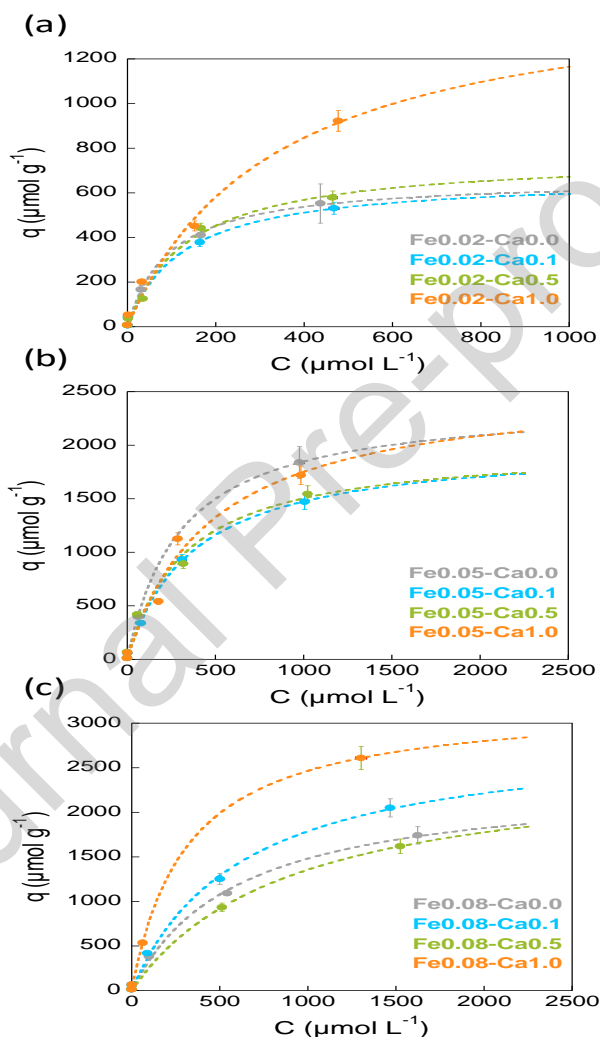 (a)
1200
1000
800
600
400
200
0
q (µmol g⁻¹)
Fe0.02-Ca0.0
Fe0.02-Ca0.1
Fe0.02-Ca0.5
Fe0.02-Ca1.0
0 200 400 600 800 1000
C (µmol L⁻¹)
(b)
2500
2000
1500
1000
500
0
q (µmol g⁻¹)
Fe0.05-Ca0.0
Fe0.05-Ca0.1
Fe0.05-Ca0.5
Fe0.05-Ca1.0
0 500 1000 1500 2000 2500
C (µmol L⁻¹)
(c)
3000
2500
2000
1500
1000
500
0
q (µmol g⁻¹)
Fe0.08-Ca0.0
Fe0.08-Ca0.1
Fe0.08-Ca0.5
Fe0.08-Ca1.0
0 500 1000 1500 2000 2500
C (µmol L⁻¹)
urnal Pre-pro